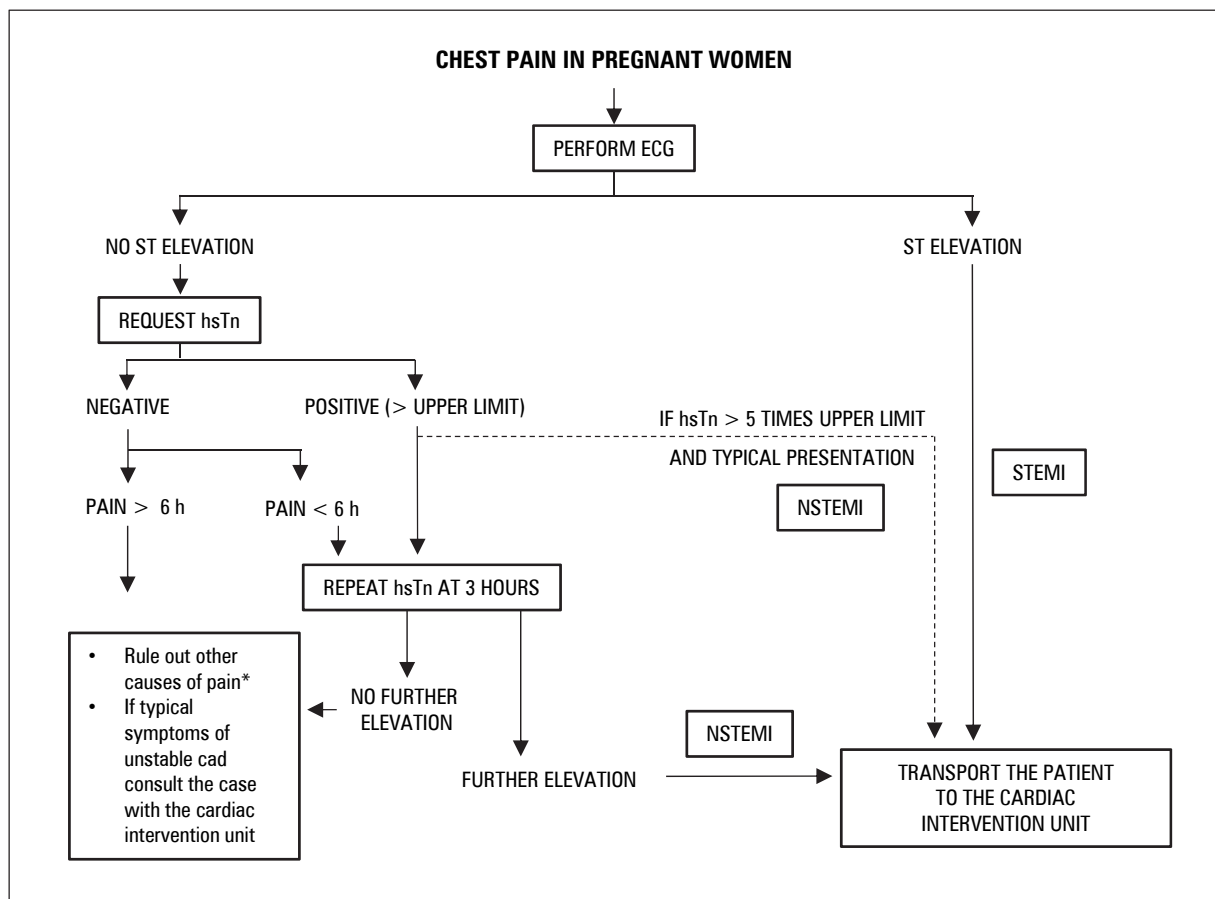 CHEST PAIN IN PREGNANT WOMEN
PERFORM ECG
NO ST ELEVATION
ST ELEVATION
REQUEST hsTn
NEGATIVE
POSITIVE (> UPPER LIMIT)
IF hsTn > 5 TIMES UPPER LIMIT
AND TYPICAL PRESENTATION
STEMI
NSTEMI
PAIN > 6 h
PAIN < 6 h
REPEAT hsTn AT 3 HOURS
• Rule out other
causes of pain*
• If typical
symptoms of
unstable cad
consult the case
with the cardiac
intervention unit
NO FURTHER
ELEVATION
NSTEMI
FURTHER ELEVATION
TRANSPORT THE PATIENT
TO THE CARDIAC
INTERVENTION UNIT